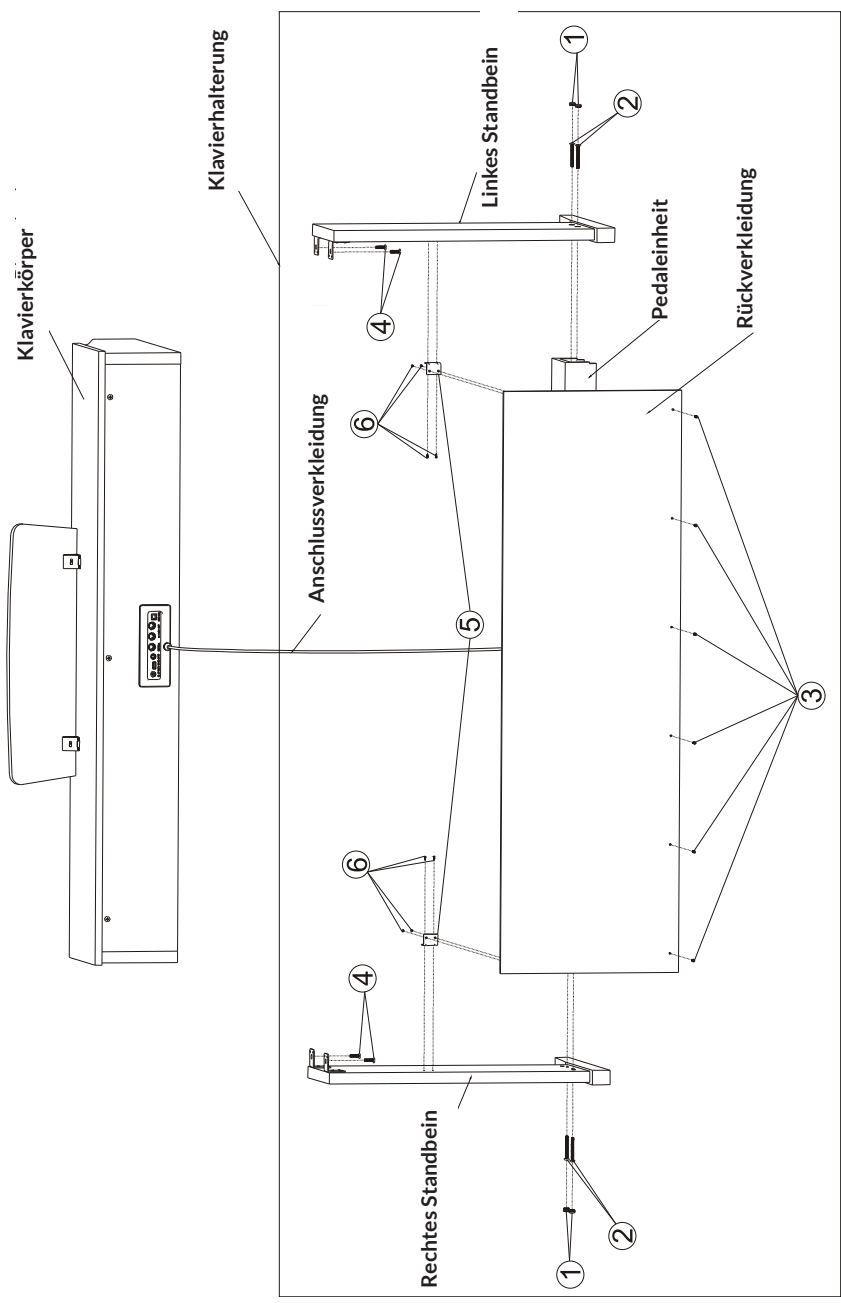 Klavierkörper
Klavierhalterung
Anschlussverkleidung
Linkes Standbein
Pedaleinheit
Rückverkleidung
Rechtes Standbein
1
2
4
6
5
3
6
4
2
1